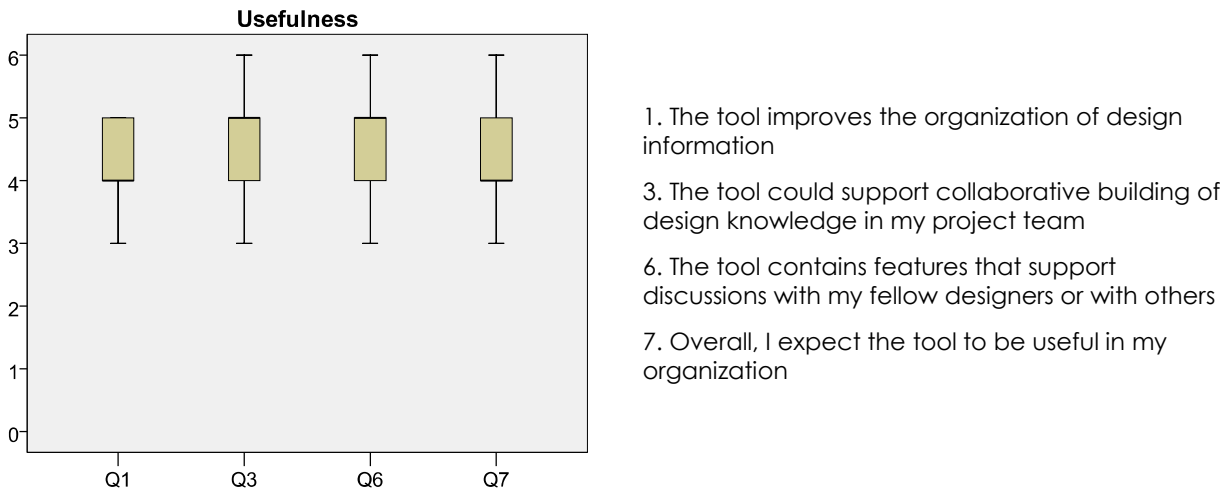 Usefulness
6
5
4
3
2
1
0
Q1 Q3 Q6 Q7
1. The tool improves the organization of design
information
3. The tool could support collaborative building of
design knowledge in my project team
6. The tool contains features that support
discussions with my fellow designers or with others
7. Overall, I expect the tool to be useful in my
organization